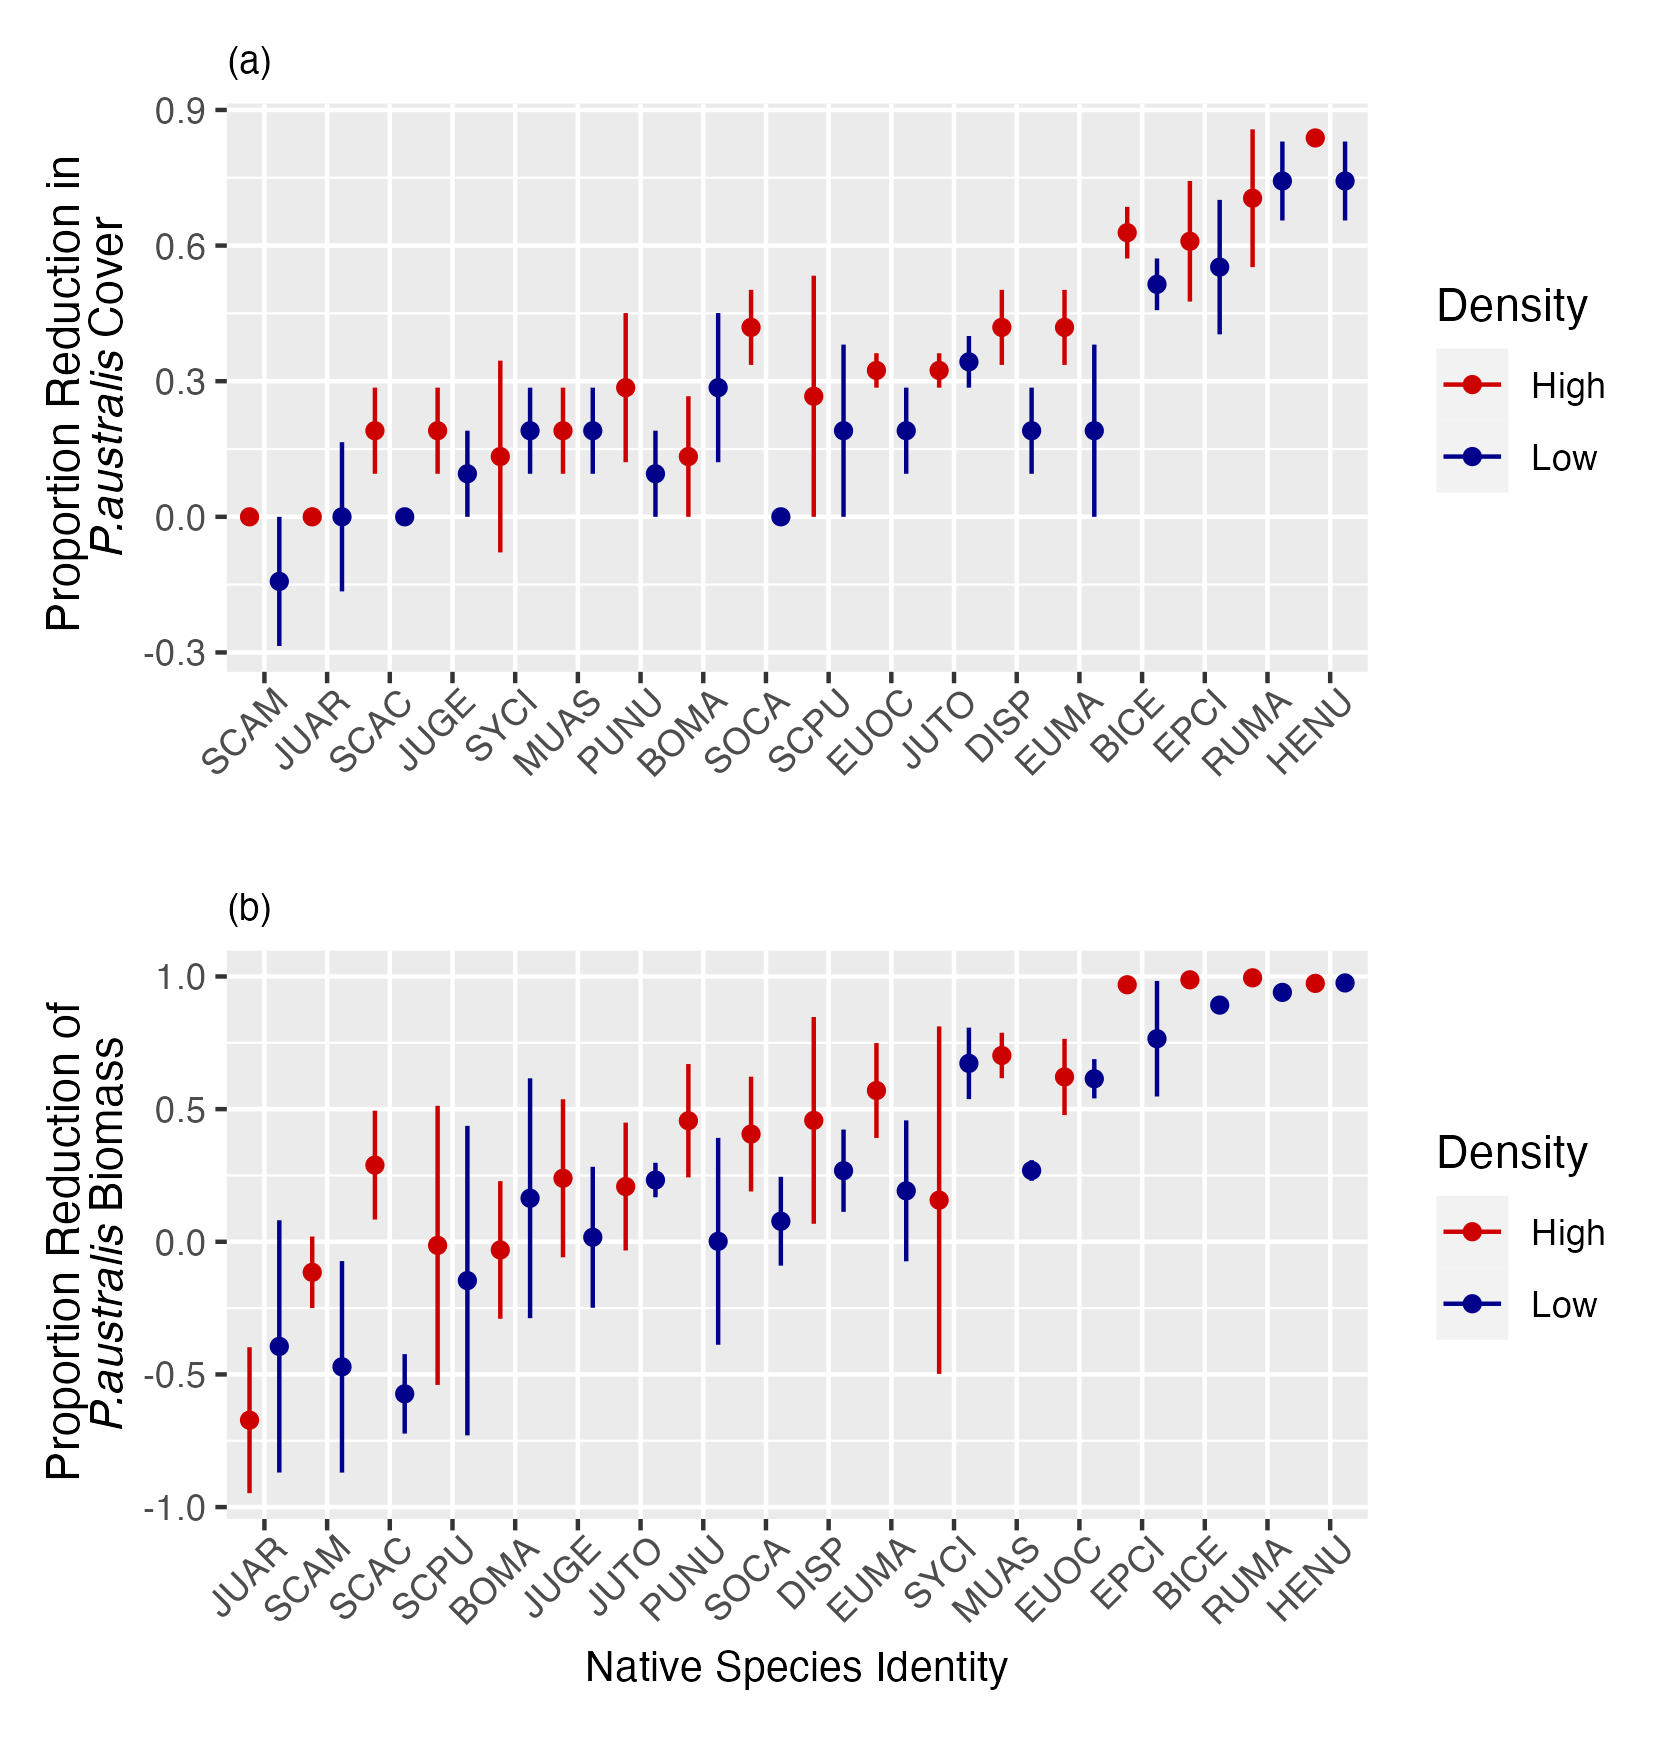 (a)
Proportion Reduction in
P.australis Cover
0.9
0.6
0.3
0.0
-0.3
SCAM JUAR SCAC JUGE SYCI MUAS PUNU BOMA SOCA SCPU EUOC JUTO DISP EUMA BICE EPCI RUMA HENU
Density
High
Low
(b)
Proportion Reduction of
P.australis Biomass
1.0
0.5
0.0
-0.5
-1.0
JUAR SCAM SCAC SCPU BOMA JUGE JUTO PUNU SOCA DISP EUMA SYCI MUAS EUOC EPCI BICE RUMA HENU
Native Species Identity
Density
High
Low